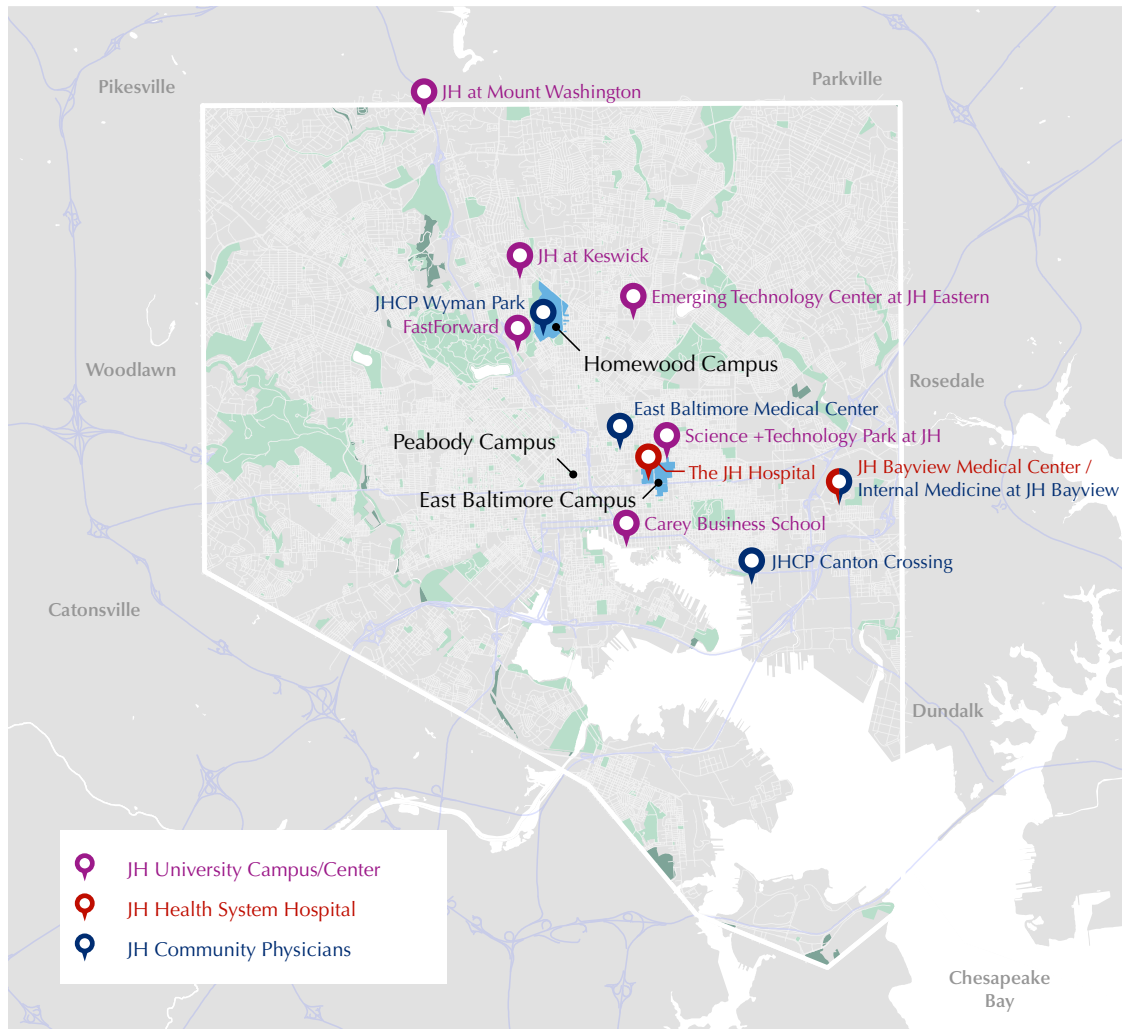 Pikesville
Parkville
JH at Mount Washington
JH at Keswick
Emerging Technology Center at JH Eastern
JHCP Wyman Park
FastForward
Homewood Campus
Woodlawn
Rosedale
East Baltimore Medical Center
Science +Technology Park at JH
Peabody Campus
The JH Hospital
JH Bayview Medical Center /
Internal Medicine at JH Bayview
East Baltimore Campus
Carey Business School
JHCP Canton Crossing
Catonsville
Dundalk
JH University Campus/Center
JH Health System Hospital
JH Community Physicians
Chesapeake
Bay